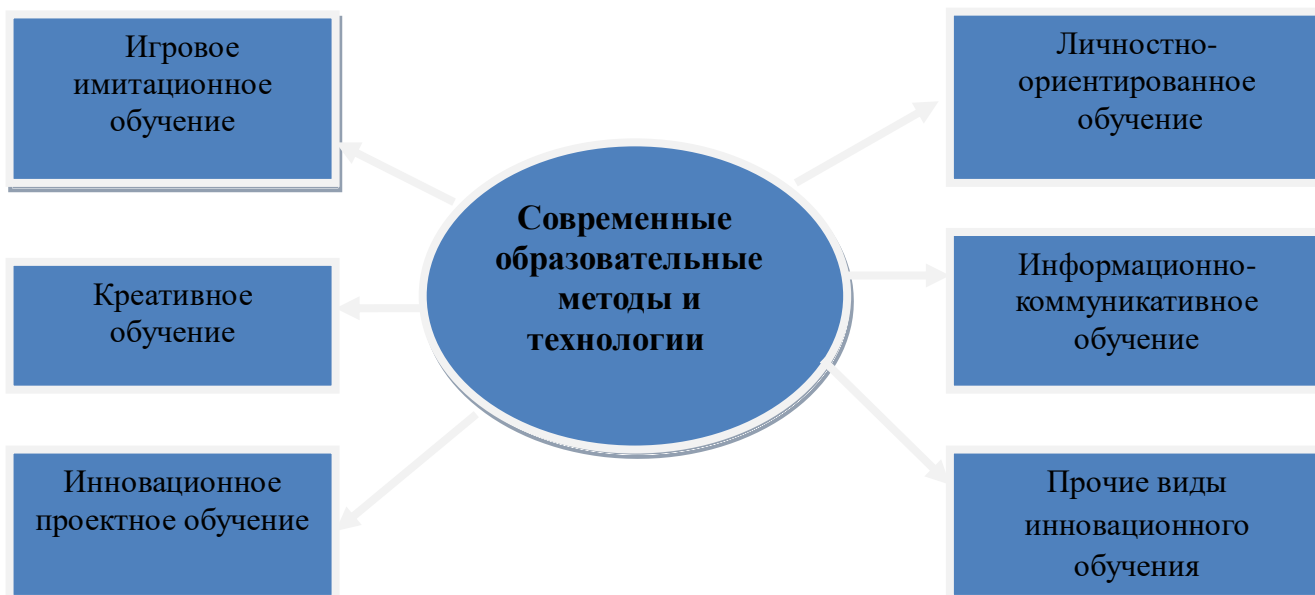 Игровое
имитационное
обучение
Креативное
обучение
Инновационное
проектное обучение
Современные
образовательные
методы и
технологии
Личностно-
ориентированное
обучение
Информационно-
коммуникативное
обучение
Прочие виды
инновационного
обучения